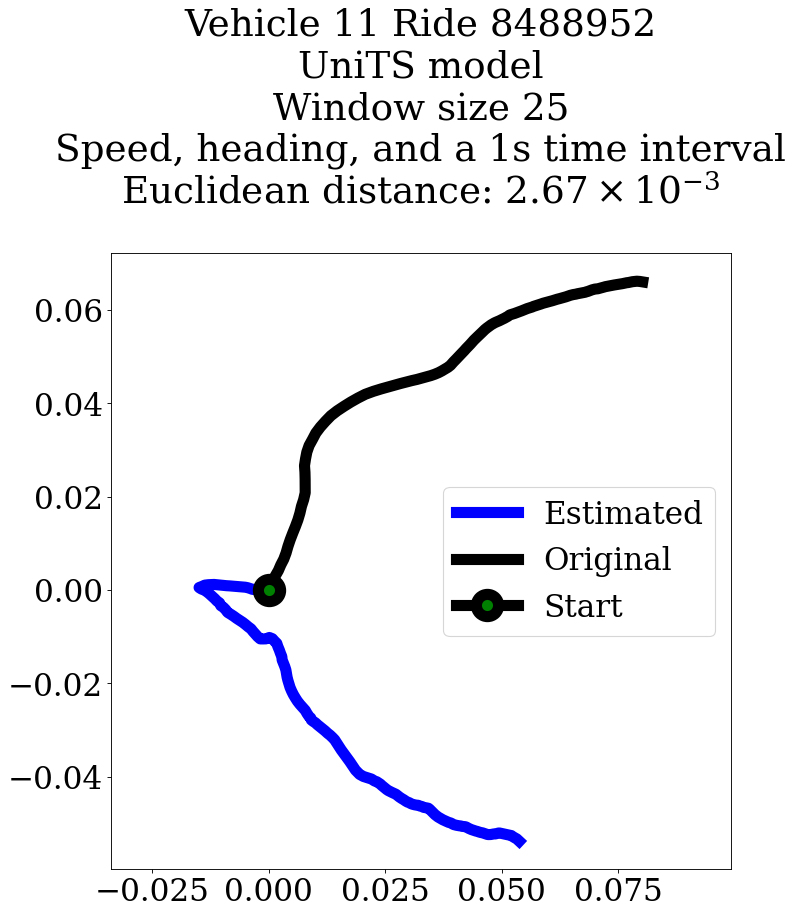 Vehicle 11 Ride 8488952
UniTS model
Window size 25
Speed, heading, and a 1s time interval
Euclidean distance: 2.67 × 10⁻³
0.06
0.04
0.02
0.00
−0.02
−0.04
Estimated
Original
Start
−0.025 0.000 0.025 0.050 0.075